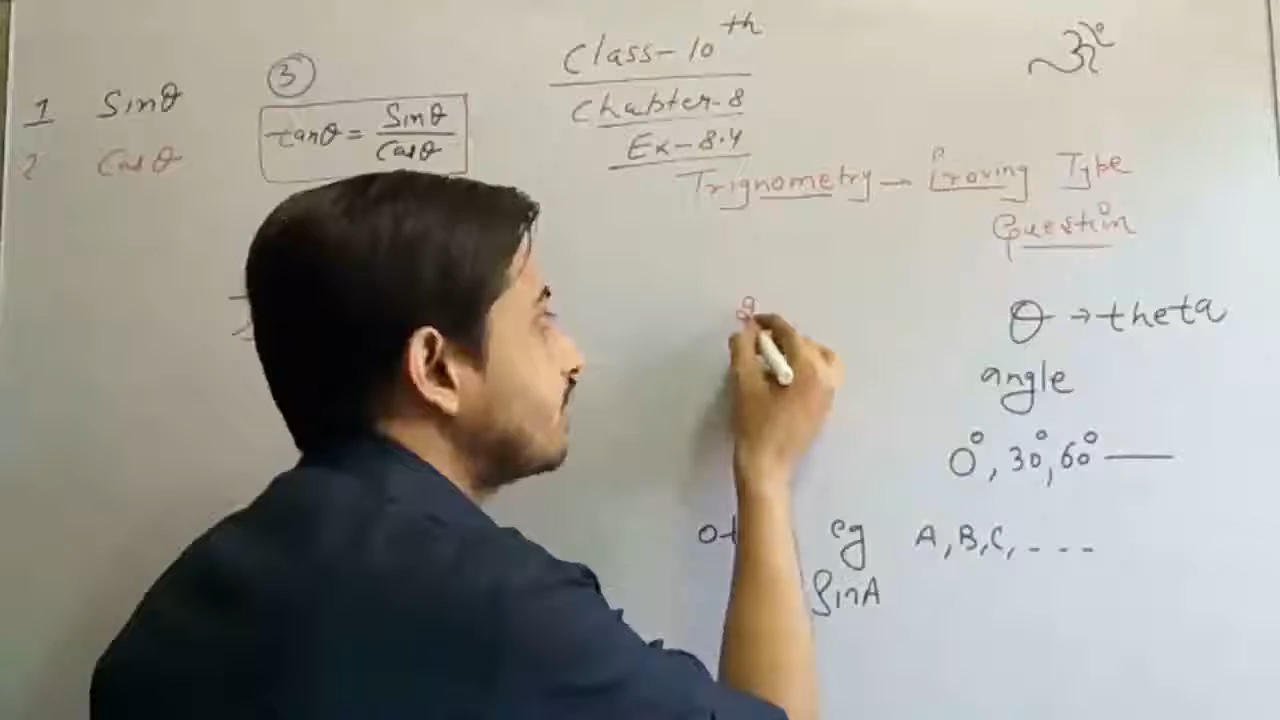 Class-10th
Chapter-8
Ex-8.4
Trignometry - Proving Type
Question
ॐ
1 Sinθ
2 Cosθ
3
tanθ = Sinθ/Cosθ
θ → theta
angle
0°, 30°, 60° —
eg A, B, C, - - -
SinA